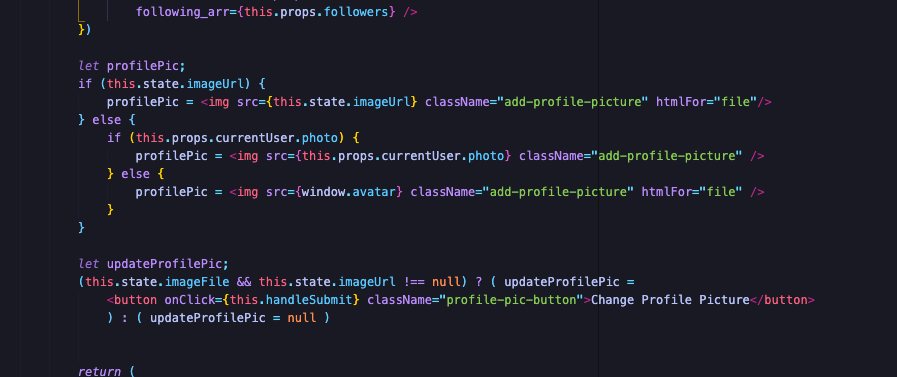 following_arr={this.props.followers} />
})
let profilePic;
if (this.state.imageUrl) {
profilePic = <img src={this.state.imageUrl} className="add-profile-picture" htmlFor="file"/>
} else {
if (this.props.currentUser.photo) {
profilePic = <img src={this.props.currentUser.photo} className="add-profile-picture" />
} else {
profilePic = <img src={window.avatar} className="add-profile-picture" htmlFor="file" />
}
}
let updateProfilePic;
(this.state.imageFile && this.state.imageUrl !== null) ? ( updateProfilePic =
<button onClick={this.handleSubmit} className="profile-pic-button">Change Profile Picture</button>
) : ( updateProfilePic = null )
return (